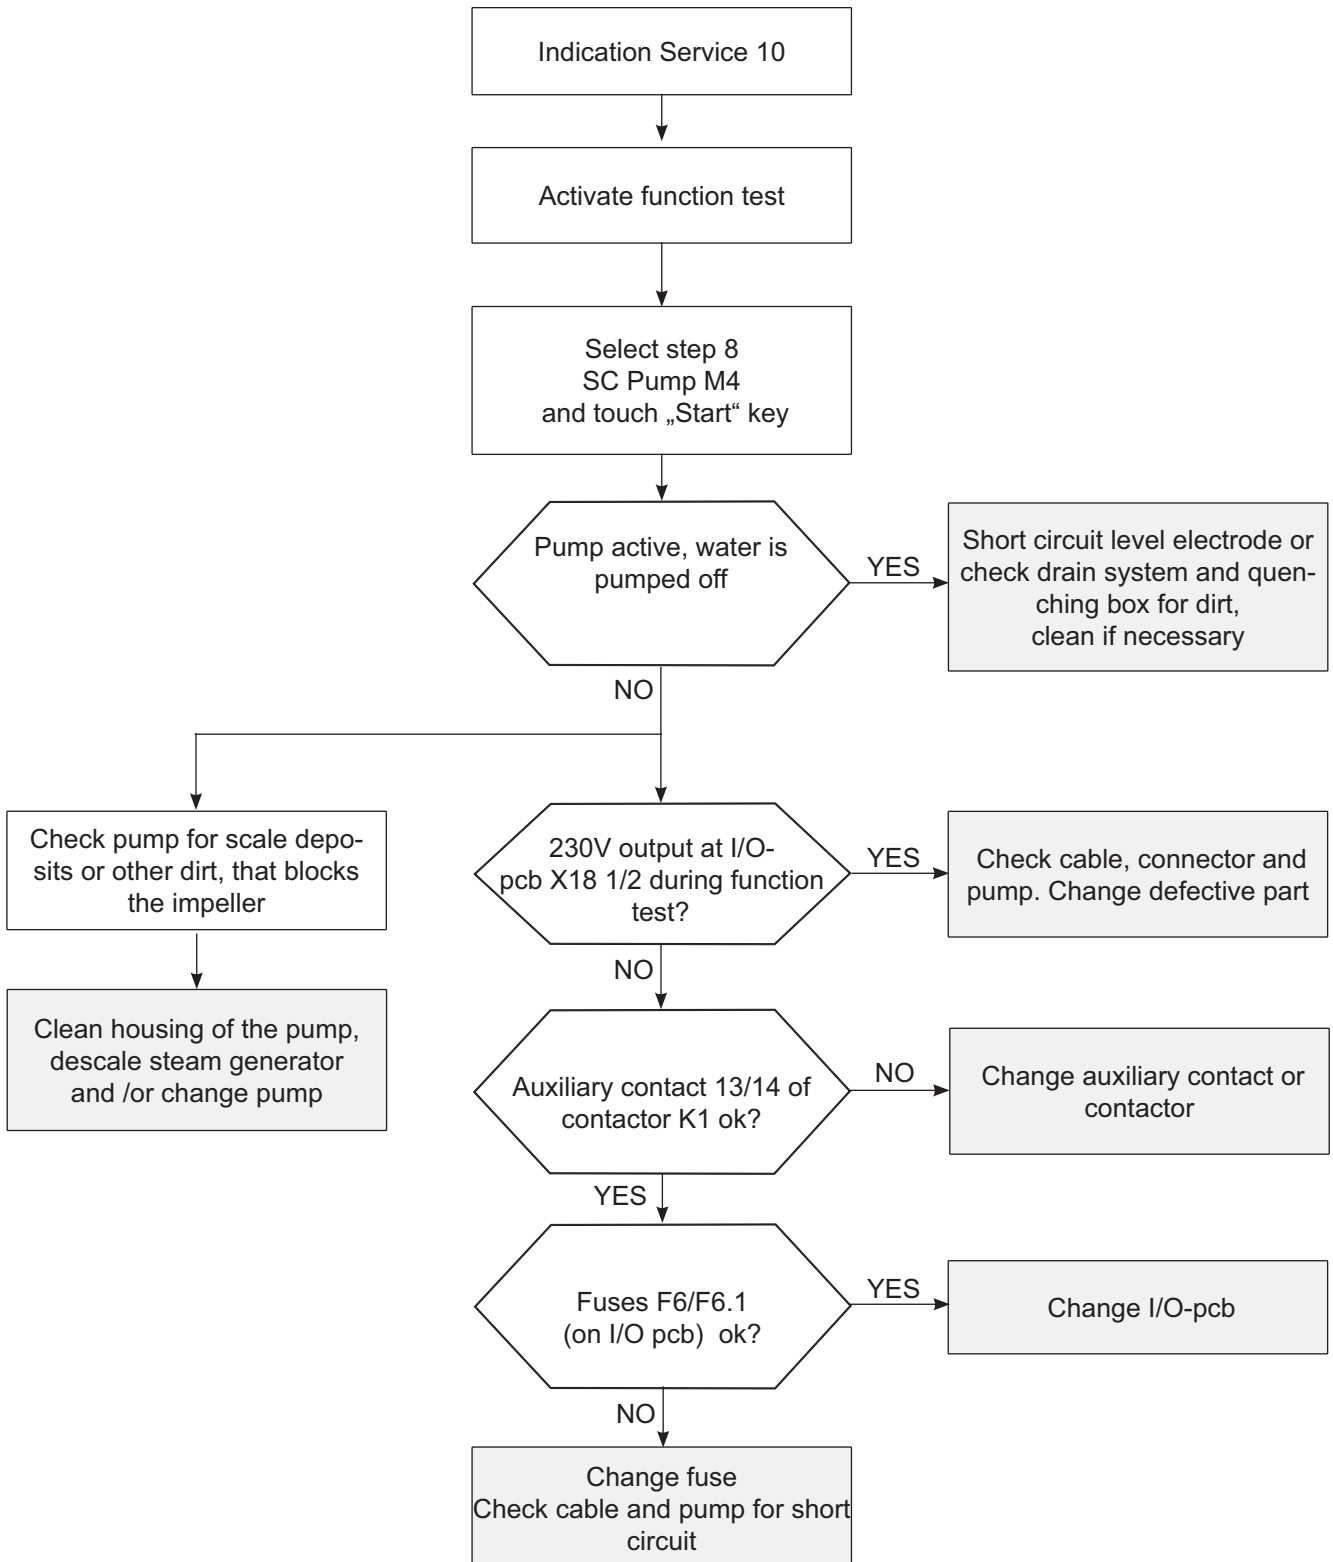 Indication Service 10
Activate function test
Select step 8
SC Pump M4
and touch „Start“ key
Pump active, water is
pumped off
YES
Short circuit level electrode or
check drain system and quen-
ching box for dirt,
clean if necessary
NO
Check pump for scale depo-
sits or other dirt, that blocks
the impeller
230V output at I/O-
pcb X18 1/2 during function
test?
YES
Check cable, connector and
pump. Change defective part
NO
Clean housing of the pump,
descale steam generator
and /or change pump
Auxiliary contact 13/14 of
contactor K1 ok?
NO
Change auxiliary contact or
contactor
YES
Fuses F6/F6.1
(on I/O pcb)  ok?
YES
Change I/O-pcb
NO
Change fuse
Check cable and pump for short
circuit